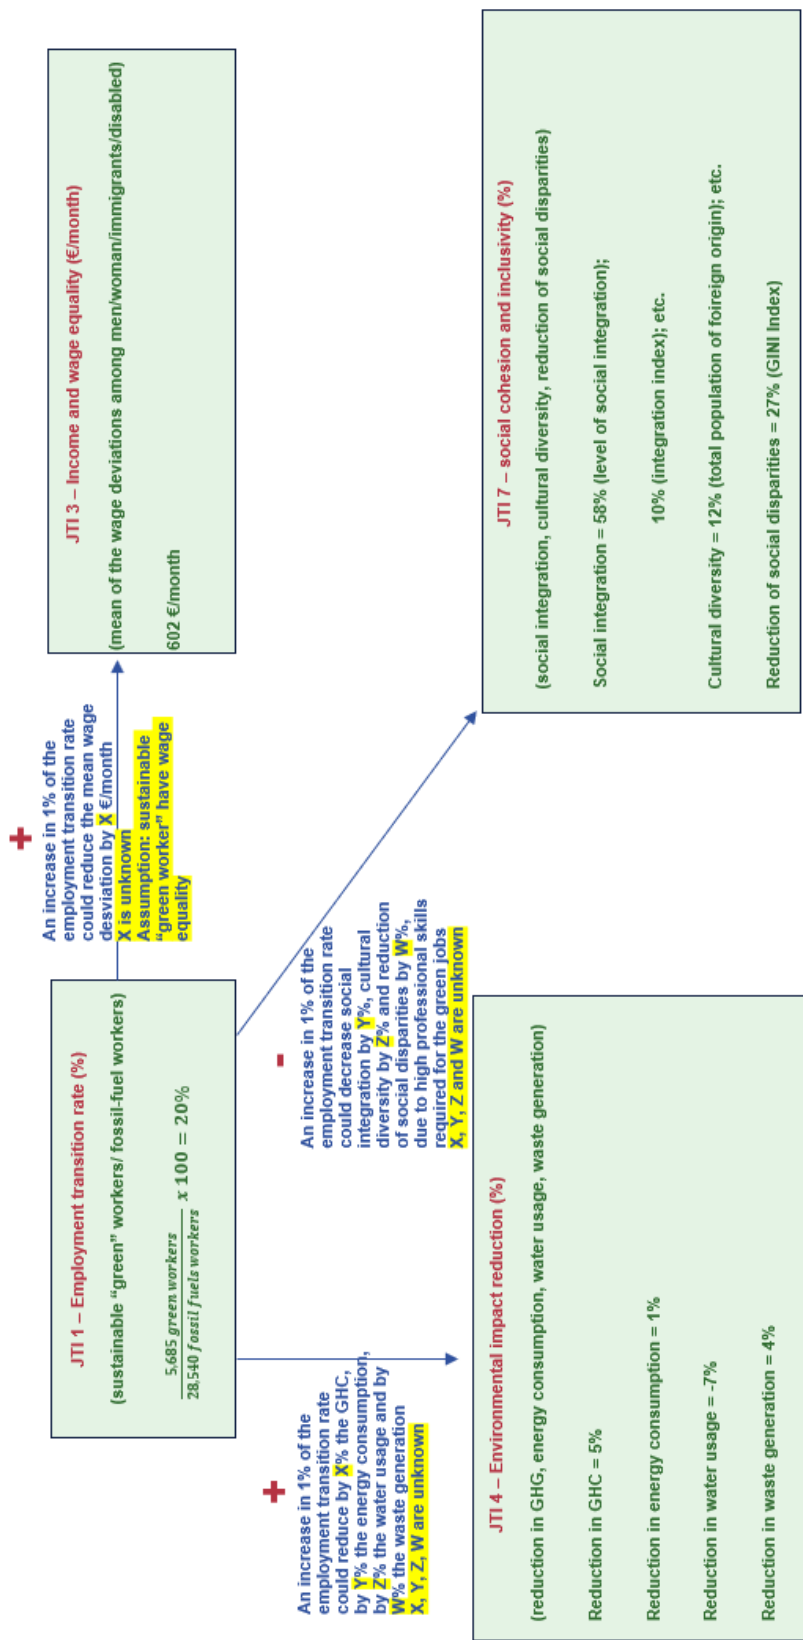 JTI 1 – Employment transition rate (%)
(sustainable “green” workers/ fossil-fuel workers)
5,685 green workers
28,540 fossil fuels workers
x 100 = 20%
+
An increase in 1% of the
employment transition rate
could reduce the mean wage
desviation by X €/month
X is unknown
Assumption: sustainable
“green worker” have wage
equality
JTI 3 – Income and wage equality (€/month)
(mean of the wage deviations among men/woman/immigrants/disabled)
602 €/month
+
An increase in 1% of the
employment transition rate
could reduce by X% the GHC,
by Y% the energy consumption,
by Z% the water usage and by
W% the waste generation
X, Y, Z, W are unknown
-
An increase in 1% of the
employment transition rate
could decrease social
integration by Y%, cultural
diversity by Z% and reduction
of social disparities by W%,
due to high professional skills
required for the green jobs
X, Y, Z and W are unknown
JTI 4 – Environmental impact reduction (%)
(reduction in GHG, energy consumption, water usage, waste generation)
Reduction in GHC = 5%
Reduction in energy consumption = 1%
Reduction in water usage = -7%
Reduction in waste generation = 4%
JTI 7 – social cohesion and inclusivity (%)
(social integration, cultural diversity, reduction of social disparities)
Social integration = 58% (level of social integration);
10% (integration index); etc.
Cultural diversity = 12% (total population of foireign origin); etc.
Reduction of social disparities = 27% (GINI Index)